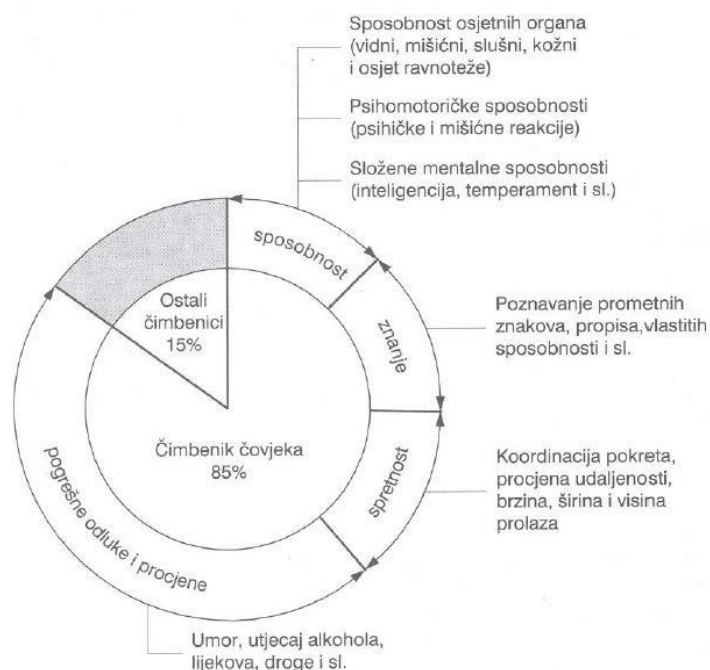 Sposobnost osjetnih organa
(vidni, mišićni, slušni, kožni
i osjet ravnoteže)
Psihomotoričke sposobnosti
(psihičke i mišićne reakcije)
Složene mentalne sposobnosti
(inteligencija, temperament i sl.)
sposobnost
Ostali
čimbenici
15%
znanje
Poznavanje prometnih
znakova, propisa,vlastitih
sposobnosti i sl.
Čimbenik čovjeka
85%
spretnost
Koordinacija pokreta,
procjena udaljenosti,
brzina, širina i visina
prolaza
pogrešne odluke i procjene
Umor, utjecaj alkohola,
lijekova, droge i sl.